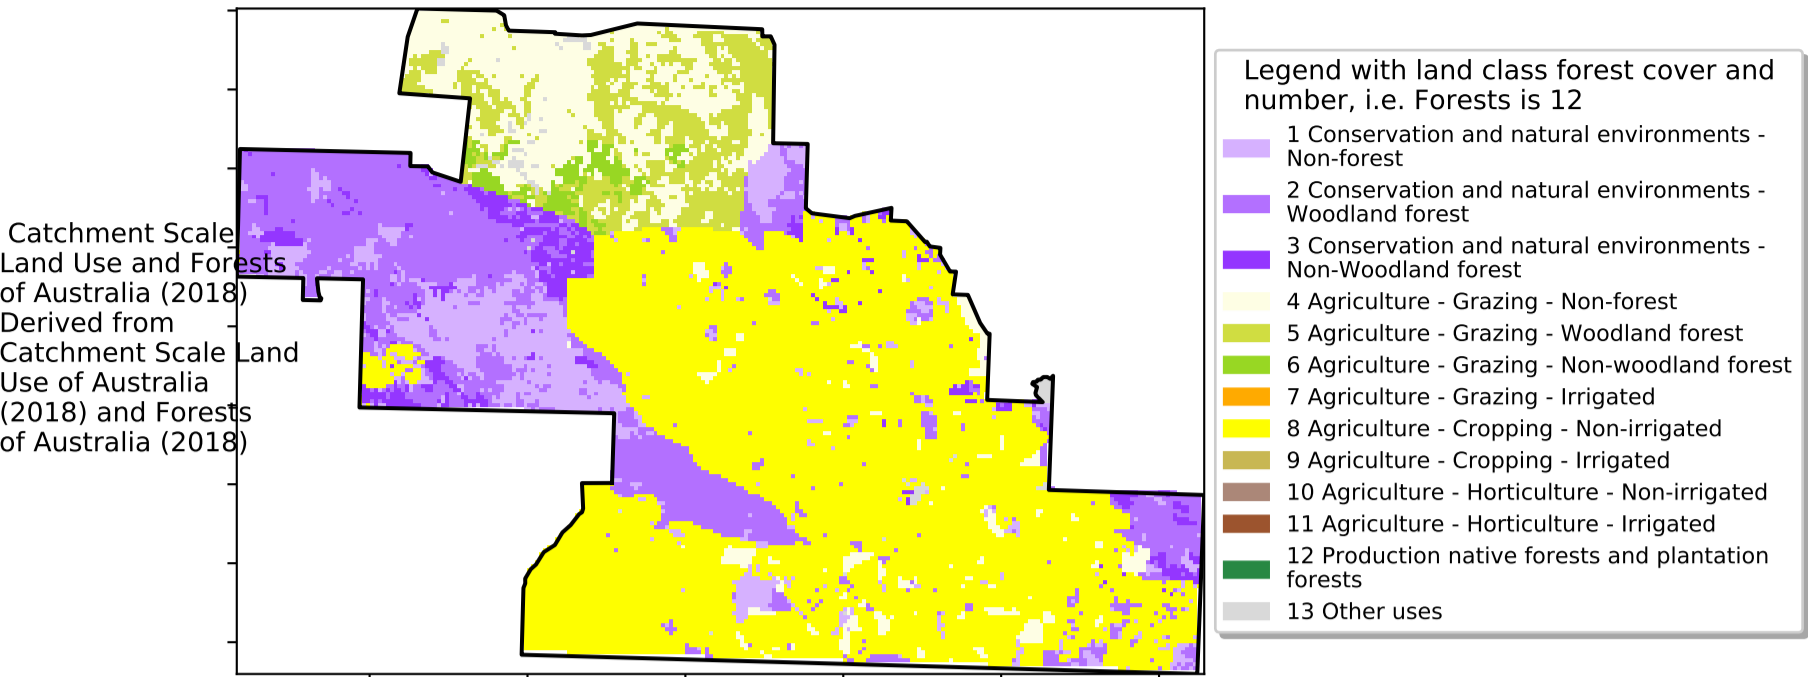 Catchment Scale
Land Use and Forests
of Australia (2018)
Derived from
Catchment Scale Land
Use of Australia
(2018) and Forests
of Australia (2018)
Legend with land class forest cover and
number, i.e. Forests is 12
1 Conservation and natural environments -
Non-forest
2 Conservation and natural environments -
Woodland forest
3 Conservation and natural environments -
Non-Woodland forest
4 Agriculture - Grazing - Non-forest
5 Agriculture - Grazing - Woodland forest
6 Agriculture - Grazing - Non-woodland forest
7 Agriculture - Grazing - Irrigated
8 Agriculture - Cropping - Non-irrigated
9 Agriculture - Cropping - Irrigated
10 Agriculture - Horticulture - Non-irrigated
11 Agriculture - Horticulture - Irrigated
12 Production native forests and plantation
forests
13 Other uses